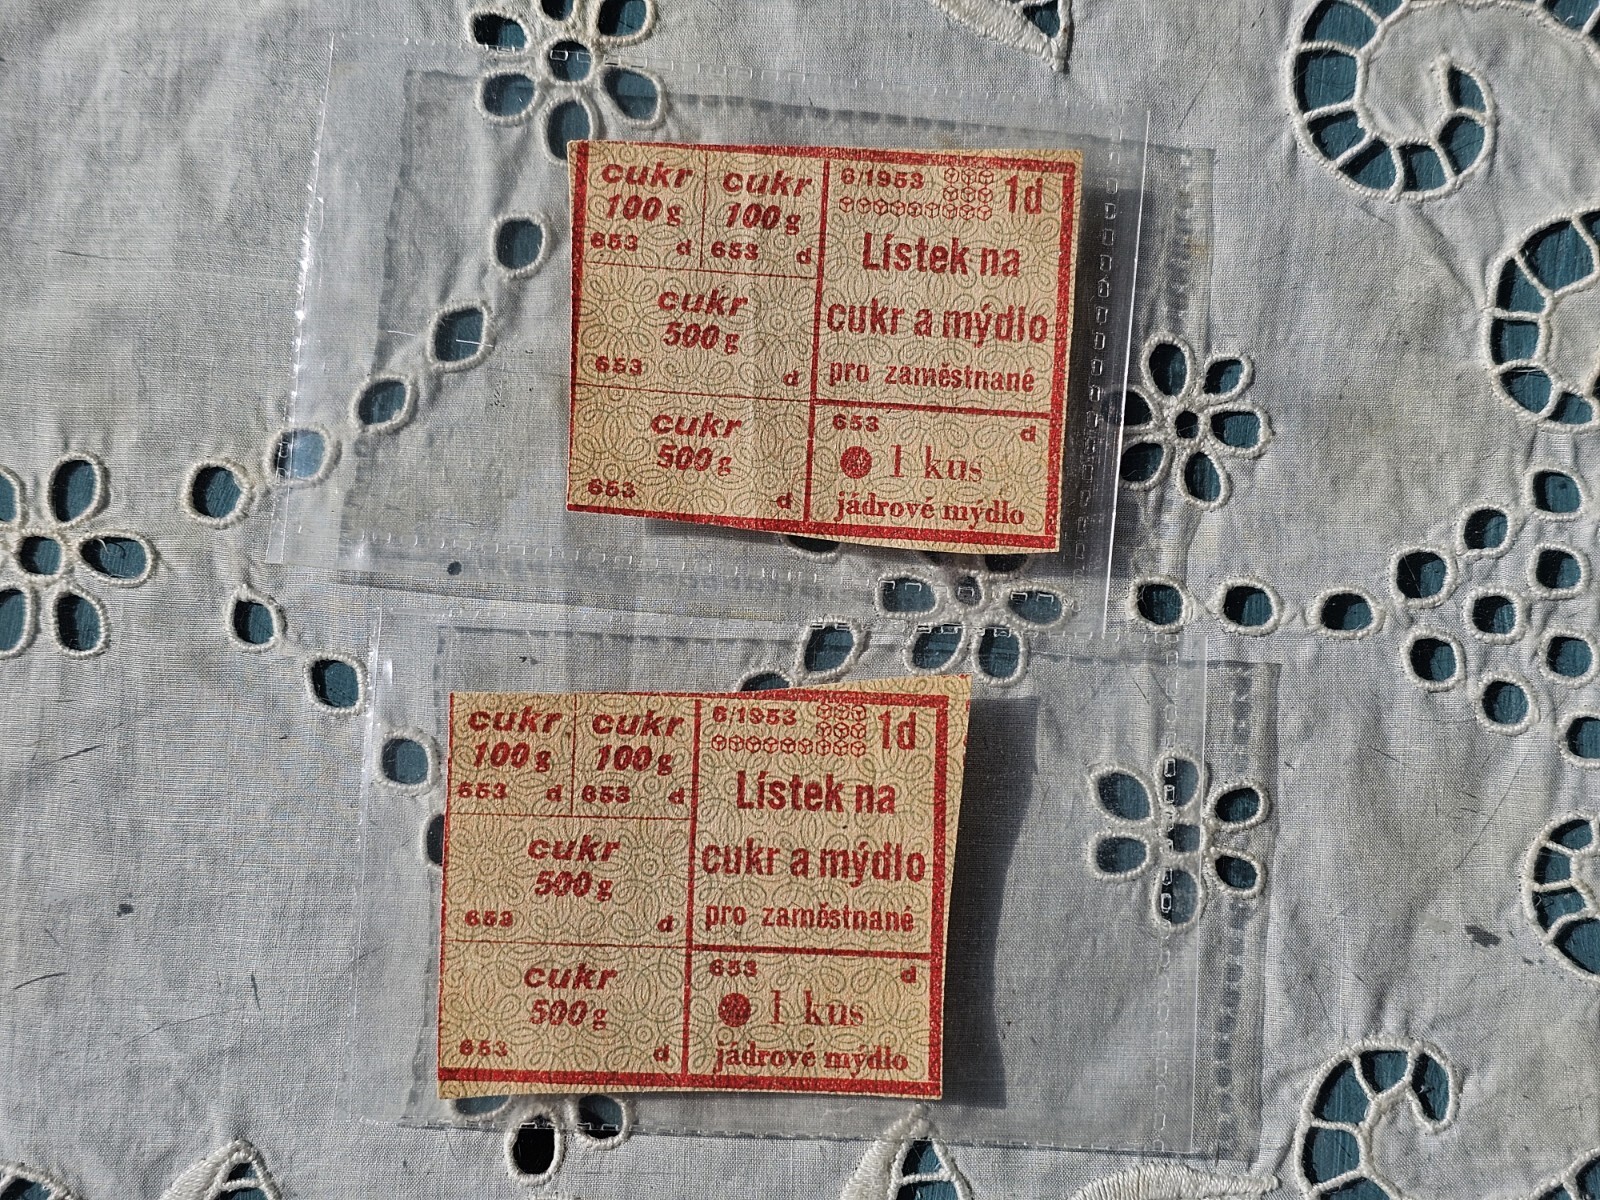 cukr cukr
100 g 100 g
653 d 653 d
cukr
500 g
653 d
cukr
500 g
653 d
6/1953 1d
Lístek na
cukr a mýdlo
pro zaměstnané
653 d
1 kus
jádrové mýdlo
cukr cukr
100 g 100 g
653 d 653 d
cukr
500 g
653 d
cukr
500 g
653 d
6/1953 1d
Lístek na
cukr a mýdlo
pro zaměstnané
653 d
1 kus
jádrové mýdlo